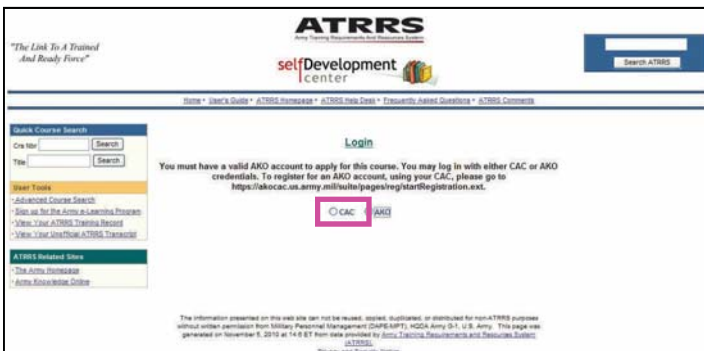 ATRRS
Army Training Requirements And Resources System
"The Link To A Trained
And Ready Force"
selfDevelopment
center
Search ATRRS
Home * User's Guide * ATRRS Homepage * ATRRS Help Desk * Frequently Asked Questions * ATRRS Comments
Quick Course Search
Crs Nbr Search
Title Search
User Tools
Advanced Course Search
Sign up for the Army e-Learning Program
View Your ATRRS Training Record
View Your Unofficial ATRRS Transcript
ATRRS Related Sites
The Army Homepage
Army Knowledge Online
Login
You must have a valid AKO account to apply for this course. You may log in with either CAC or AKO
credentials. To register for an AKO account, using your CAC, please go to
https://akocac.us.army.mil/suite/pages/reg/startRegistration.ext.
CAC AKO
The information presented on this web site can not be reused, copied, duplicated, or distributed for non-ATRRS purposes
without written permission from Military Personnel Management (DAPE-MPT), HQDA Army G-1, U.S. Army. This page was
generated on November 5, 2010 at 14:6 ET from data provided by Army Training Requirements and Resources System
(ATRRS).
Privacy and Security Notice